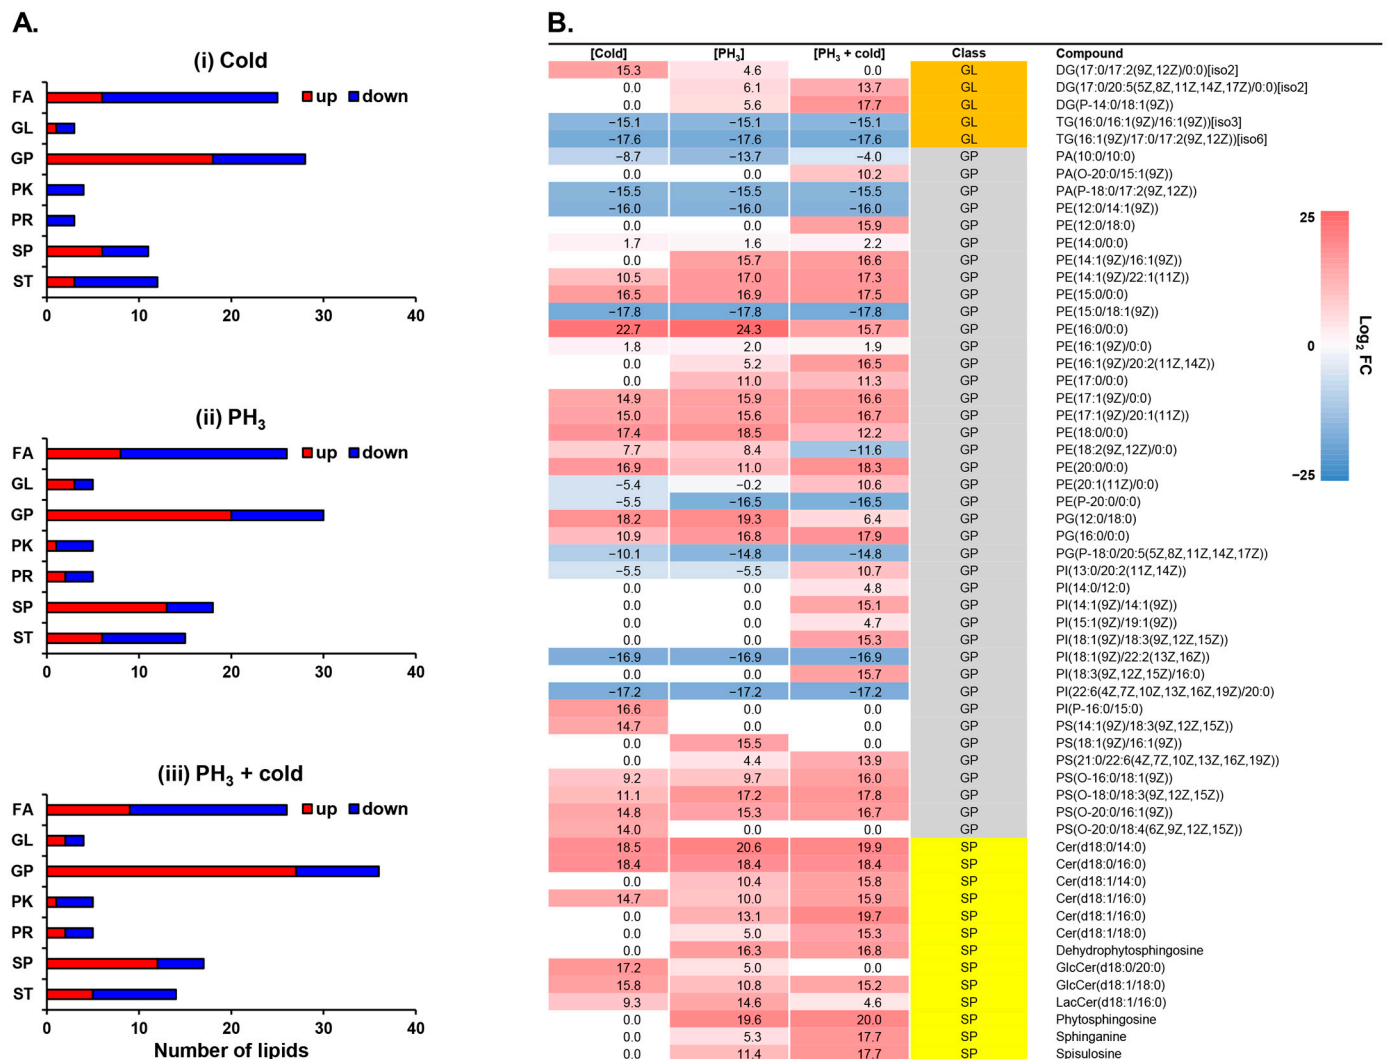 A.
(i) Cold
up down
FA
GL
GP
PK
PR
SP
ST
0 10 20 30 40
(ii) PH3
up down
FA
GL
GP
PK
PR
SP
ST
0 10 20 30 40
(iii) PH3 + cold
up down
FA
GL
GP
PK
PR
SP
ST
0 10 20 30 40
Number of lipids
B.
[Cold] [PH3] [PH3 + cold] Class Compound
15.3 4.6 0.0 GL DG(17:0/17:2(9Z,12Z)/0:0)[iso2]
0.0 6.1 13.7 GL DG(17:0/20:5(5Z,8Z,11Z,14Z,17Z)/0:0)[iso2]
0.0 5.6 17.7 GL DG(P-14:0/18:1(9Z))
−15.1 −15.1 −15.1 GL TG(16:0/16:1(9Z)/16:1(9Z))[iso3]
−17.6 −17.6 −17.6 GL TG(16:1(9Z)/17:0/17:2(9Z,12Z))[iso6]
−8.7 −13.7 −4.0 GP PA(10:0/10:0)
0.0 0.0 10.2 GP PA(O-20:0/15:1(9Z))
−15.5 −15.5 −15.5 GP PA(P-18:0/17:2(9Z,12Z))
−16.0 −16.0 −16.0 GP PE(12:0/14:1(9Z))
0.0 0.0 15.9 GP PE(12:0/18:0)
1.7 1.6 2.2 GP PE(14:0/0:0)
0.0 15.7 16.6 GP PE(14:1(9Z)/16:1(9Z))
10.5 17.0 17.3 GP PE(14:1(9Z)/22:1(11Z))
16.5 16.9 17.5 GP PE(15:0/0:0)
−17.8 −17.8 −17.8 GP PE(15:0/18:1(9Z))
22.7 24.3 15.7 GP PE(16:0/0:0)
1.8 2.0 1.9 GP PE(16:1(9Z)/0:0)
0.0 5.2 16.5 GP PE(16:1(9Z)/20:2(11Z,14Z))
0.0 11.0 11.3 GP PE(17:0/0:0)
14.9 15.9 16.6 GP PE(17:1(9Z)/0:0)
15.0 15.6 16.7 GP PE(17:1(9Z)/20:1(11Z))
17.4 18.5 12.2 GP PE(18:0/0:0)
7.7 8.4 −11.6 GP PE(18:2(9Z,12Z)/0:0)
16.9 11.0 18.3 GP PE(20:0/0:0)
−5.4 −0.2 10.6 GP PE(20:1(11Z)/0:0)
−5.5 −16.5 −16.5 GP PE(P-20:0/0:0)
18.2 19.3 6.4 GP PG(12:0/18:0)
10.9 16.8 17.9 GP PG(16:0/0:0)
−10.1 −14.8 −14.8 GP PG(P-18:0/20:5(5Z,8Z,11Z,14Z,17Z))
−5.5 −5.5 10.7 GP PI(13:0/20:2(11Z,14Z))
0.0 0.0 4.8 GP PI(14:0/12:0)
0.0 0.0 15.1 GP PI(14:1(9Z)/14:1(9Z))
0.0 0.0 4.7 GP PI(15:1(9Z)/19:1(9Z))
0.0 0.0 15.3 GP PI(18:1(9Z)/18:3(9Z,12Z,15Z))
−16.9 −16.9 −16.9 GP PI(18:1(9Z)/22:2(13Z,16Z))
0.0 0.0 15.7 GP PI(18:3(9Z,12Z,15Z)/16:0)
−17.2 −17.2 −17.2 GP PI(22:6(4Z,7Z,10Z,13Z,16Z,19Z)/20:0)
16.6 0.0 0.0 GP PI(P-16:0/15:0)
14.7 0.0 0.0 GP PS(14:1(9Z)/18:3(9Z,12Z,15Z))
0.0 15.5 0.0 GP PS(18:1(9Z)/16:1(9Z))
0.0 4.4 13.9 GP PS(21:0/22:6(4Z,7Z,10Z,13Z,16Z,19Z))
9.2 9.7 16.0 GP PS(O-16:0/18:1(9Z))
11.1 17.2 17.8 GP PS(O-18:0/18:3(9Z,12Z,15Z))
14.8 15.3 16.7 GP PS(O-20:0/16:1(9Z))
14.0 0.0 0.0 GP PS(O-20:0/18:4(6Z,9Z,12Z,15Z))
18.5 20.6 19.9 SP Cer(d18:0/14:0)
18.4 18.4 18.4 SP Cer(d18:0/16:0)
0.0 10.4 15.8 SP Cer(d18:1/14:0)
14.7 10.0 15.9 SP Cer(d18:1/16:0)
0.0 13.1 19.7 SP Cer(d18:1/16:0)
0.0 5.0 15.3 SP Cer(d18:1/18:0)
0.0 16.3 16.8 SP Dehydrophytosphingosine
17.2 5.0 0.0 SP GlcCer(d18:0/20:0)
15.8 10.8 15.2 SP GlcCer(d18:1/18:0)
9.3 14.6 4.6 SP LacCer(d18:1/16:0)
0.0 19.6 20.0 SP Phytosphingosine
0.0 5.3 17.7 SP Sphinganine
0.0 11.4 17.7 SP Spisulosine
25
0
−25
Log2 FC